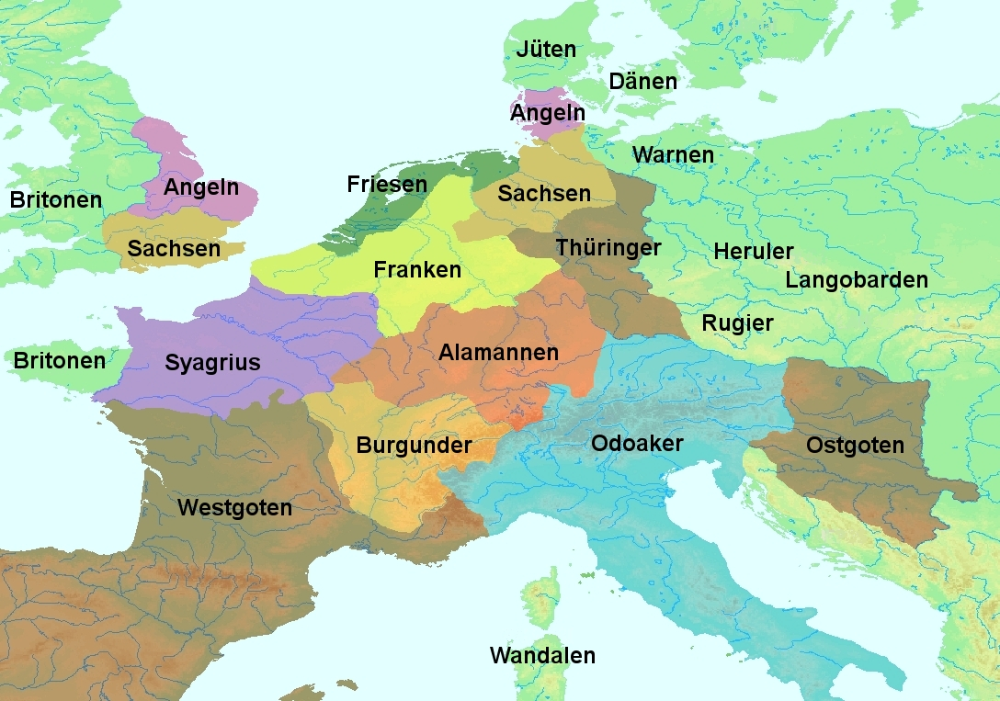 Jüten
Dänen
Angeln
Warnen
Friesen
Angeln
Sachsen
Britonen
Sachsen
Thüringer
Heruler
Franken
Langobarden
Rugier
Britonen
Syagrius
Alamannen
Burgunder
Odoaker
Ostgoten
Westgoten
Wandalen